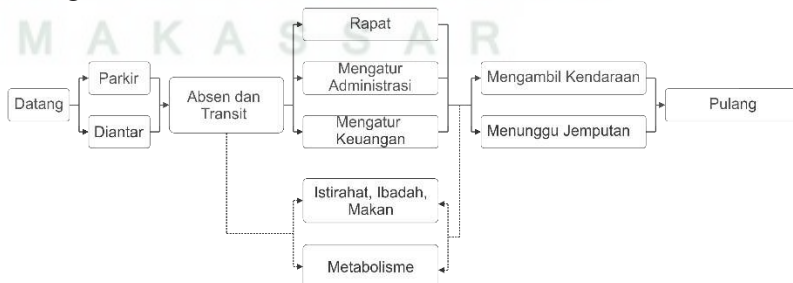 MAKASSAR
Datang
Parkir
Diantar
Absen dan
Transit
Rapat
Mengatur
Administrasi
Mengatur
Keuangan
Istirahat, Ibadah,
Makan
Metabolisme
Mengambil Kendaraan
Menunggu Jemputan
Pulang